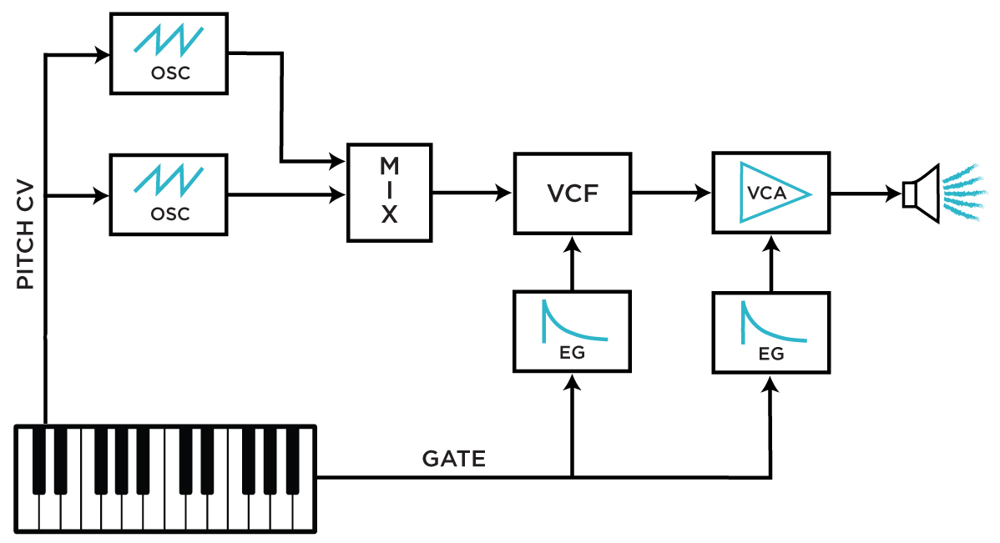 OSC
OSC
PITCH CV
M
I
X
VCF
VCA
EG
EG
GATE